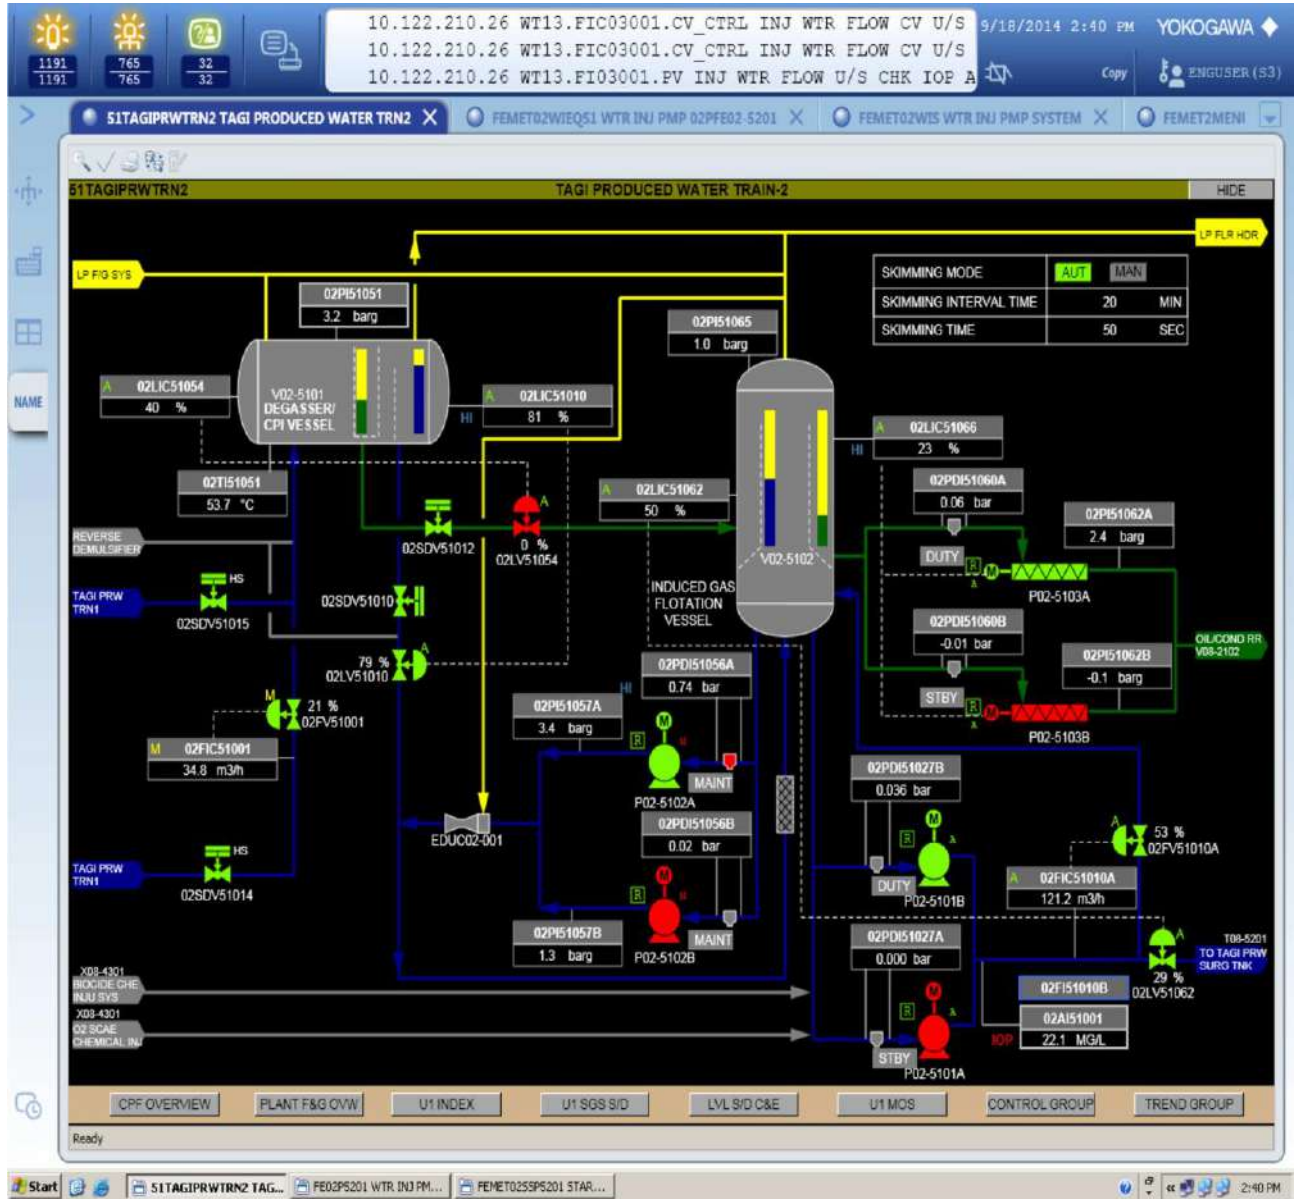 10.122.210.26 WT13.FIC03001.CV_CTRL INJ WTR FLOW CV U/S
10.122.210.26 WT13.FIC03001.CV_CTRL INJ WTR FLOW CV U/S
10.122.210.26 WT13.FI03001.PV INJ WTR FLOW U/S CHK IOP A
9/18/2014 2:40 PM
YOKOGAWA
1191
1191
765
765
32
32
Copy
ENGUSER (S3)
51TAGIPRWTRN2 TAGI PRODUCED WATER TRN2
FEMET02WIEQ51 WTR INJ PMP 02PFE02-5201
FEMET02WIS WTR INJ PMP SYSTEM
FEMET2MENI
NAME
51TAGIPRWTRN2
TAGI PRODUCED WATER TRAIN-2
HIDE
LP FLR HDR
LP F/G SYS
SKIMMING MODE AUT MAN
SKIMMING INTERVAL TIME 20 MIN
SKIMMING TIME 50 SEC
02PI51051
3.2 barg
02PI51065
1.0 barg
A 02LIC51054
40 %
V02-5101
DEGASSER/
CPI VESSEL
A 02LIC51010
HI 81 %
A 02LIC51066
HI 23 %
02TI51051
53.7 °C
A 02LIC51062
50 %
02PDI51060A
0.06 bar
02PI51062A
2.4 barg
REVERSE
DEMULSIFIER
02SDV51012
A
0 %
02LV51054
V02-5102
DUTY
R
A
M
P02-5103A
INDUCED GAS
FLOTATION
VESSEL
TAGI PRW
TRN1
HS
02SDV51015
02SDV51010
02PDI51060B
-0.01 bar
02PI51062B
-0.1 barg
OIL/COND RR
V08-2102
A
79 %
02LV51010
02PDI51056A
HI 0.74 bar
STBY
R
A
M
P02-5103B
M
21 %
02FV51001
02PI51057A
3.4 barg
M 02FIC51001
34.8 m3/h
M
R
M
MAINT
P02-5102A
02PDI51027B
0.036 bar
EDUC02-001
02PDI51056B
0.02 bar
M
R
A
DUTY
P02-5101B
A
53 %
02FV51010A
TAGI PRW
TRN1
HS
02SDV51014
A 02FIC51010A
121.2 m3/h
M
R
M
MAINT
P02-5102B
02PI51057B
1.3 barg
02PDI51027A
0.000 bar
A
29 %
02LV51062
T08-5201
TO TAGI PRW
SURG TNK
X08-4301
BIOCIDE CHE
INJU SYS
X08-4301
O2 SCAE
CHEMICAL INJ
M
R
A
STBY
P02-5101A
02FI51010B
02AI51001
IOP 22.1 MG/L
CPF OVERVIEW
PLANT F&G OVW
U1 INDEX
U1 SGS S/D
LVL S/D C&E
U1 MOS
CONTROL GROUP
TREND GROUP
Ready
Start
51TAGIPRWTRN2 TAG...
FE02PS201 WTR INJ PM...
FEMET02SSPS201 STAR...
2:40 PM